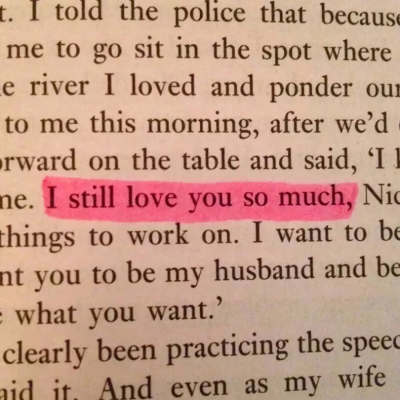 t. I told the police that because
me to go sit in the spot where
e river I loved and ponder our
to me this morning, after we'd
orward on the table and said, ‘I k
me. I still love you so much, Nic
things to work on. I want to be
nt you to be my husband and be
e what you want.’
clearly been practicing the speec
aid it. And even as my wife